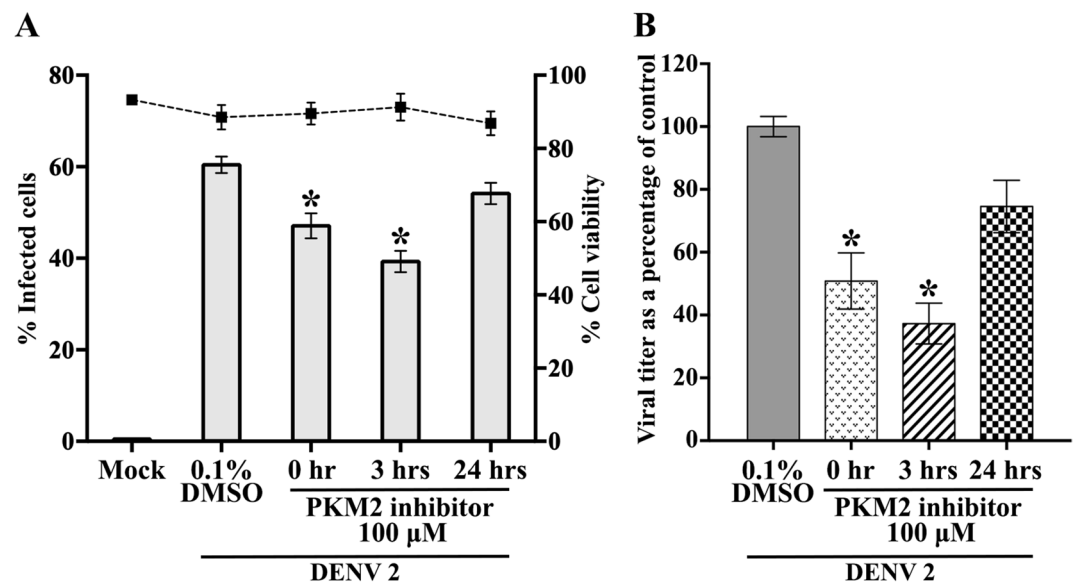 A
% Infected cells
80
60
40
20
0
% Cell viability
100
80
60
40
20
0
*
*
Mock
0.1%
DMSO
0 hr
3 hrs
24 hrs
PKM2 inhibitor
100 μM
DENV 2
B
Viral titer as a percentage of control
120
100
80
60
40
20
0
*
*
0.1%
DMSO
0 hr
3 hrs
24 hrs
PKM2 inhibitor
100 μM
DENV 2